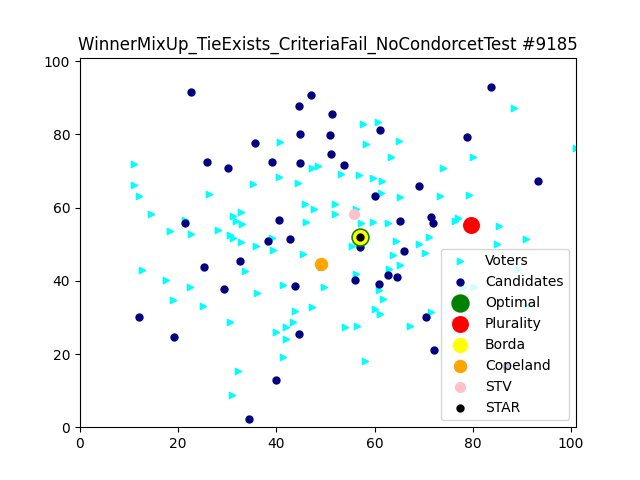 WinnerMixUp_TieExists_CriteriaFail_NoCondorcetTest #9185
100
80
60
40
20
0
0 20 40 60 80 100
Voters
Candidates
Optimal
Plurality
Borda
Copeland
STV
STAR